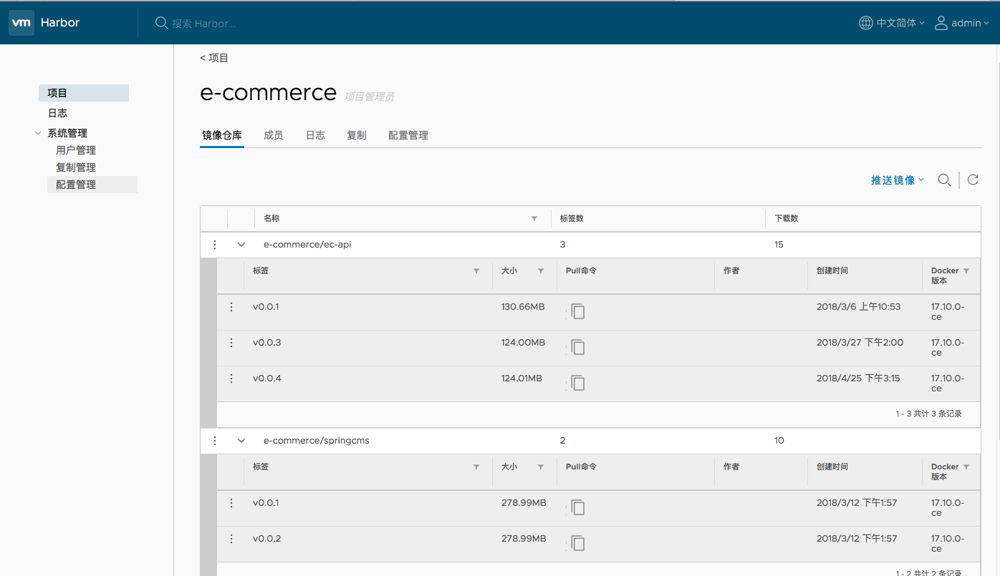 vm Harbor 搜索 Harbor... 中文简体 admin
< 项目
e-commerce 项目管理员
项目
日志
系统管理
用户管理
复制管理
配置管理
镜像仓库 成员 日志 复制 配置管理
推送镜像
名称 标签数 下载数
e-commerce/ec-api 3 15
标签 大小 Pull命令 作者 创建时间 Docker
版本
v0.0.1 130.66MB 2018/3/6 上午10:53 17.10.0-
ce
v0.0.3 124.00MB 2018/3/27 下午2:00 17.10.0-
ce
v0.0.4 124.01MB 2018/4/25 下午3:15 17.10.0-
ce
1 - 3 共计 3 条记录
e-commerce/springcms 2 10
标签 大小 Pull命令 作者 创建时间 Docker
版本
v0.0.1 278.99MB 2018/3/12 下午1:57 17.10.0-
ce
v0.0.2 278.99MB 2018/3/12 下午1:57 17.10.0-
ce
1 - 2 共计 2 条记录